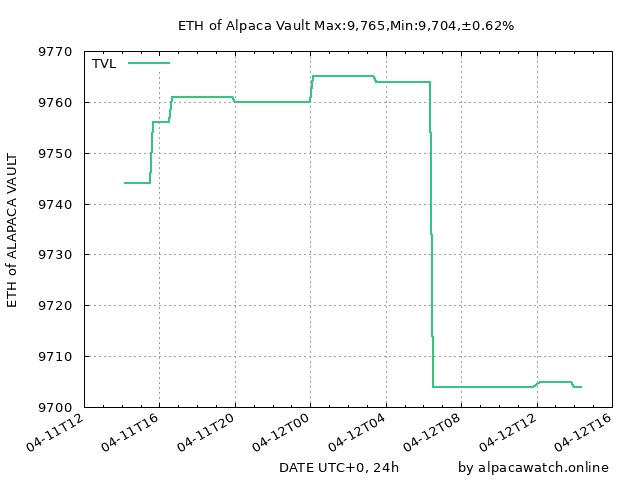 ETH of Alpaca Vault Max:9,765,Min:9,704,±0.62%
TVL
ETH of ALAPACA VAULT
9770
9760
9750
9740
9730
9720
9710
9700
04-11T12
04-11T16
04-11T20
04-12T00
04-12T04
04-12T08
04-12T12
04-12T16
DATE UTC+0, 24h
by alpacawatch.online